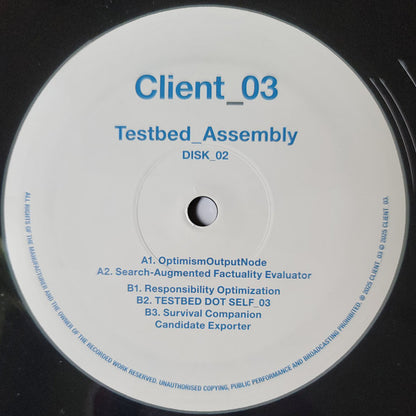 Client_03
Testbed_Assembly
DISK_02
A1. OptimismOutputNode
A2. Search-Augmented Factuality Evaluator
B1. Responsibility Optimization
B2. TESTBED DOT SELF_03
B3. Survival Companion
Candidate Exporter
ALL RIGHTS OF THE MANUFACTURER AND THE OWNER OF THE RECORDED WORK RESERVED. UNAUTHORISED COPYING, PUBLIC PERFORMANCE AND BROADCASTING PROHIBITED. ℗ 2025 CLIENT_03 © 2025 CLIENT_03.